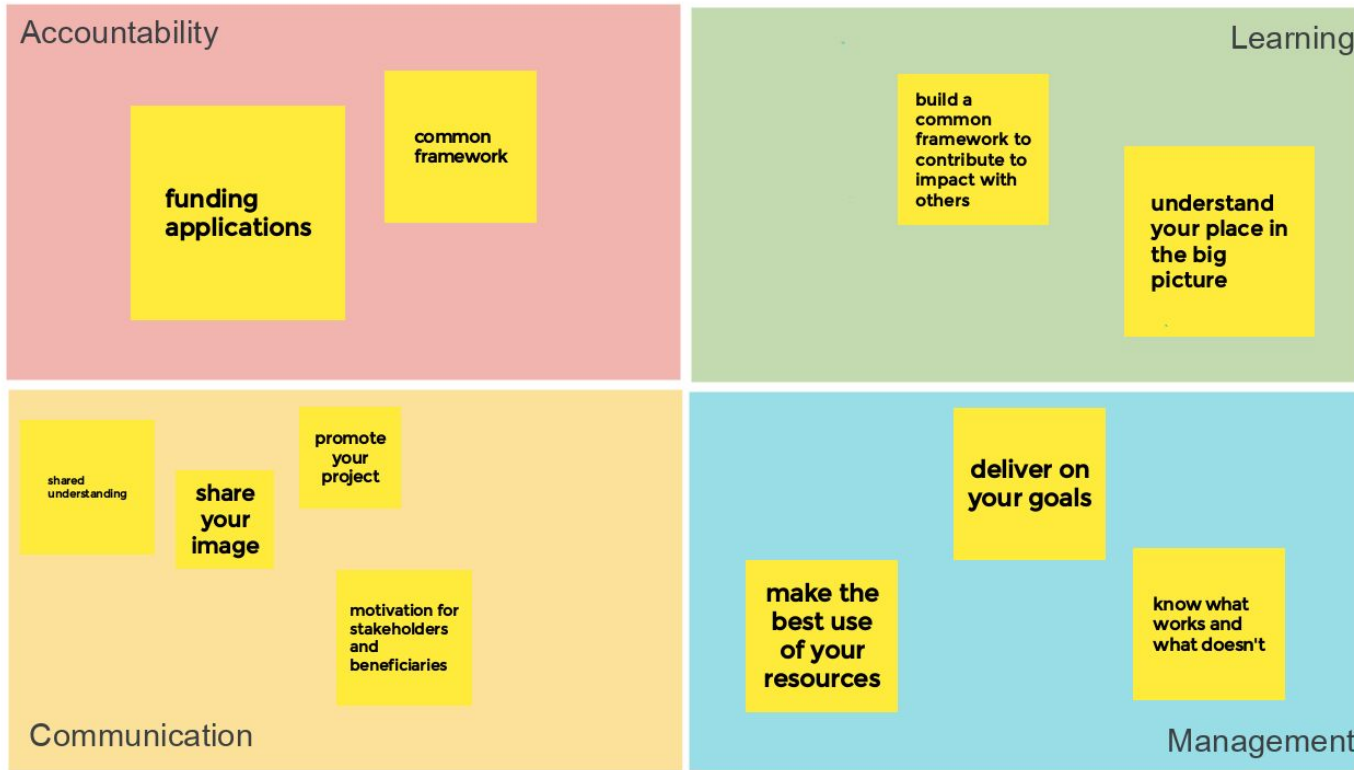 Accountability
funding
applications
common
framework
Learning
build a
common
framework to
contribute to
impact with
others
understand
your place in
the big
picture
shared
understanding
share
your
image
promote
your
project
motivation for
stakeholders
and
beneficiaries
Communication
deliver on
your goals
make the
best use
of your
resources
know what
works and
what doesn't
Management